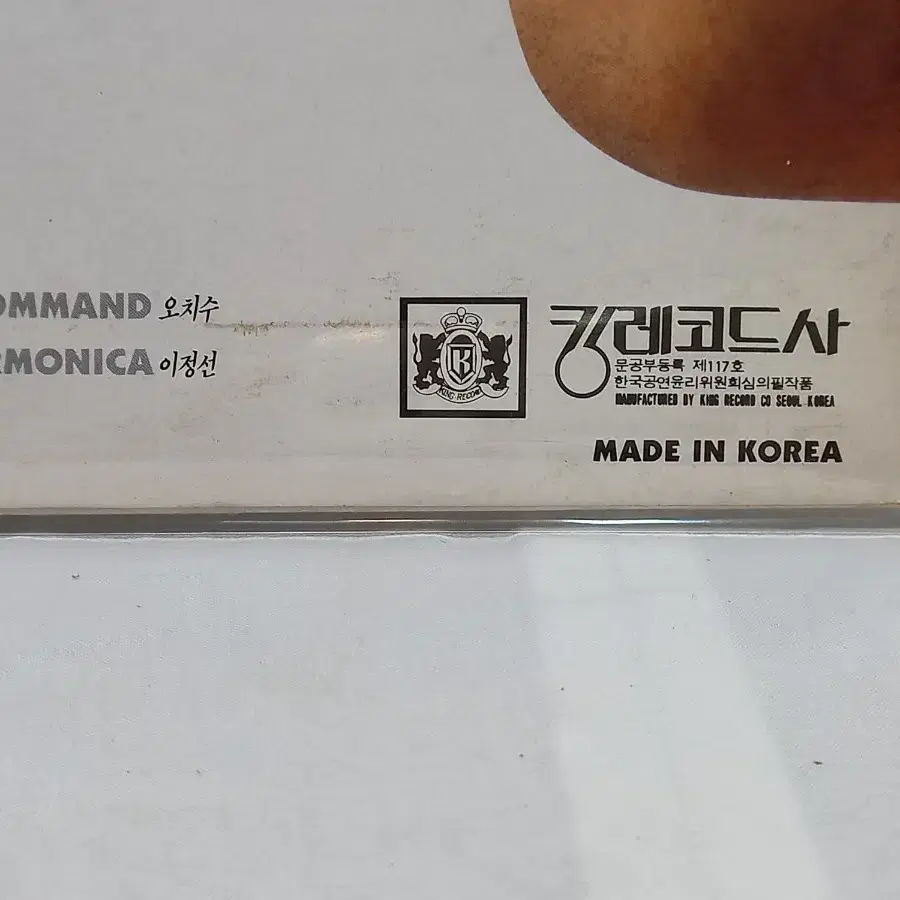 OMMAND 오치수
RMONICA 이정선
KING RECORD
킹레코드사
문공부등록 제117호
한국공연윤리위원회심의필작품
MANUFACTURED BY KING RECORD CO SEOUL KOREA
MADE IN KOREA